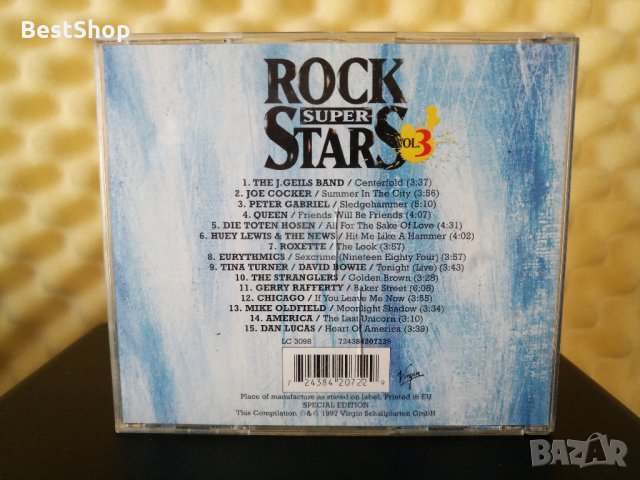 BestShop
ROCK
SUPER
STARS
VOL.3
1. THE J.GEILS BAND / Centerfold (3:37)
2. JOE COCKER / Summer In The City (3:56)
3. PETER GABRIEL / Sledgehammer (5:10)
4. QUEEN / Friends Will Be Friends (4:07)
5. DIE TOTEN HOSEN / All For The Sake Of Love (4:31)
6. HUEY LEWIS & THE NEWS / Hit Me Like A Hammer (4:02)
7. ROXETTE / The Look (3:57)
8. EURYTHMICS / Sexcrime (Nineteen Eighty Four) (3:57)
9. TINA TURNER / DAVID BOWIE / Tonight (Live) (3:43)
10. THE STRANGLERS / Golden Brown (3:28)
11. GERRY RAFFERTY / Baker Street (6:08)
12. CHICAGO / If You Leave Me Now (3:55)
13. MIKE OLDFIELD / Moonlight Shadow (3:34)
14. AMERICA / The Last Unicorn (3:10)
15. DAN LUCAS / Heart Of America (3:39)
LC 3098 724384207229
7 24384 20722 9
Virgin
Place of manufacture as stated on label. Printed in EU
SPECIAL EDITION
This Compilation ℗ & © 1997 Virgin Schallplatten GmbH
BAZAR